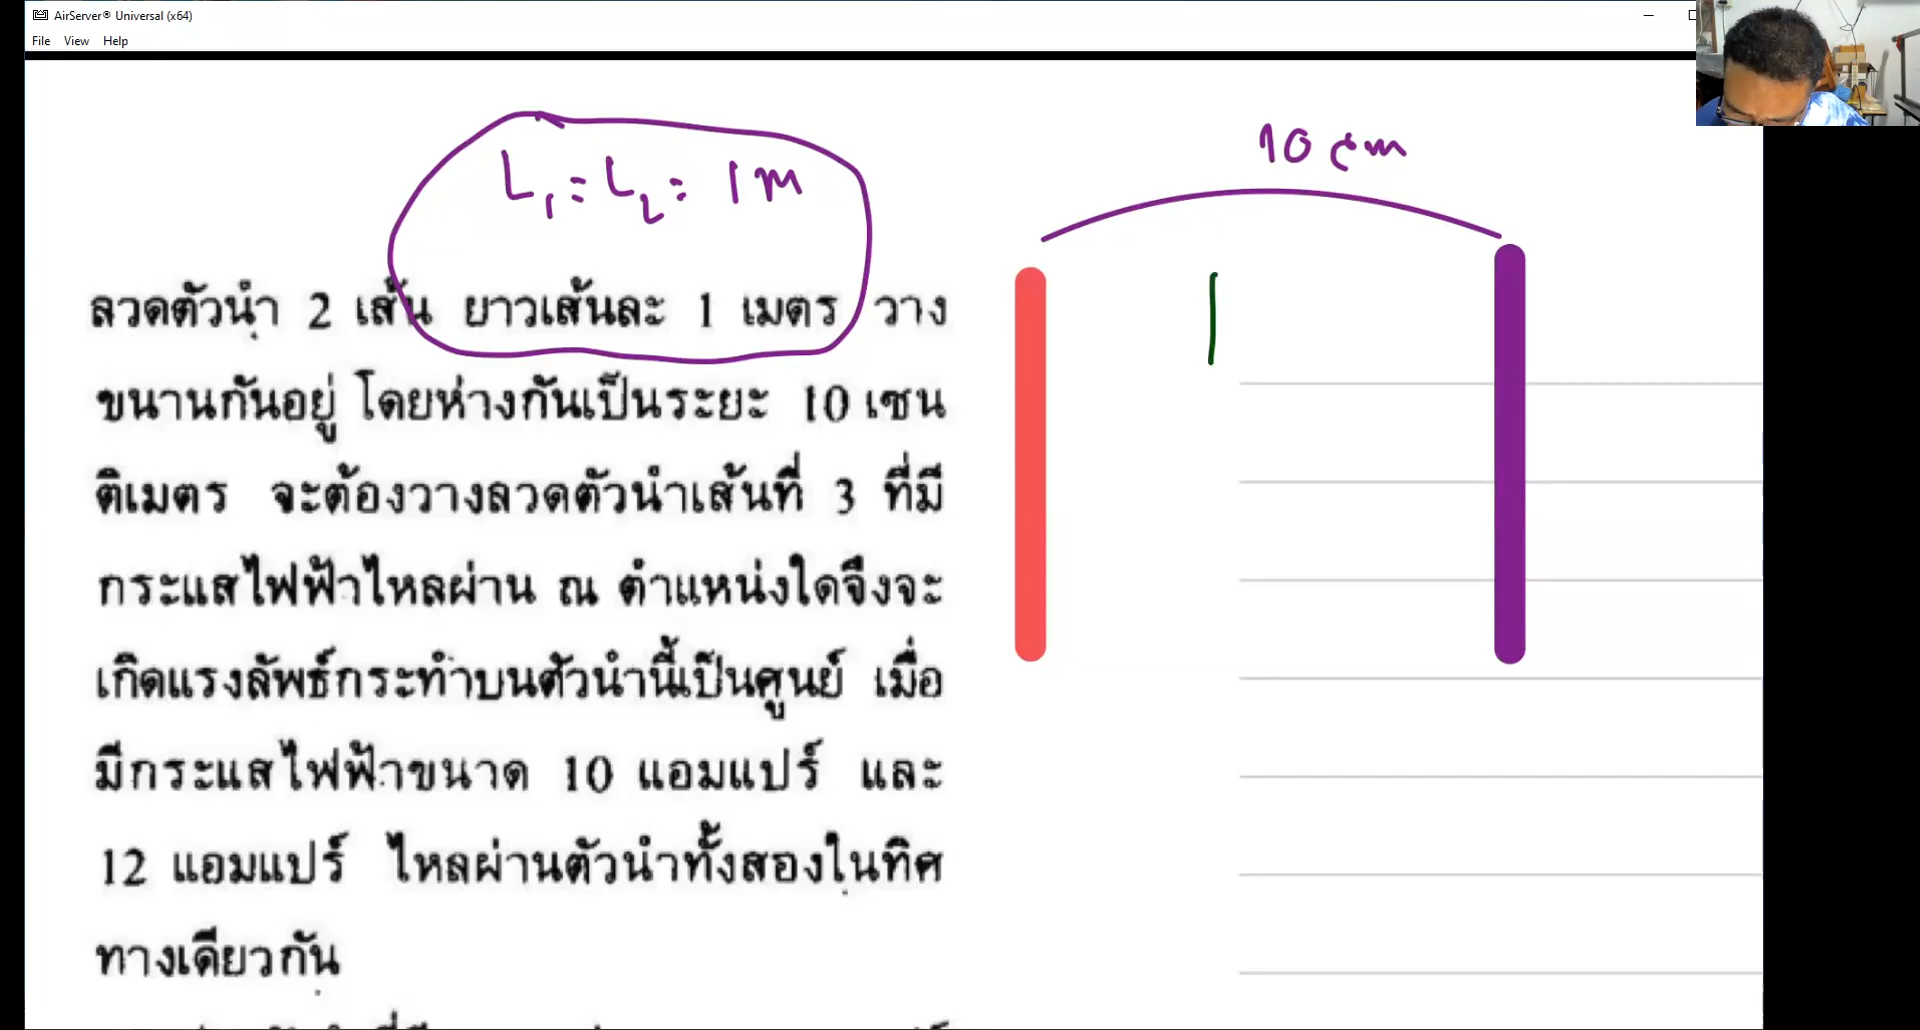 AirServer® Universal (x64)
File View Help
L₁ = L₂ = 1 m
10 cm
ลวดตัวนำ 2 เส้น ยาวเส้นละ 1 เมตร วาง
ขนานกันอยู่ โดยห่างกันเป็นระยะ 10 เซน
ติเมตร จะต้องวางลวดตัวนำเส้นที่ 3 ที่มี
กระแสไฟฟ้าไหลผ่าน ณ ตำแหน่งใดจึงจะ
เกิดแรงลัพธ์กระทำบนตัวนำนี้เป็นศูนย์ เมื่อ
มีกระแสไฟฟ้าขนาด 10 แอมแปร์ และ
12 แอมแปร์ ไหลผ่านตัวนำทั้งสองในทิศ
ทางเดียวกัน